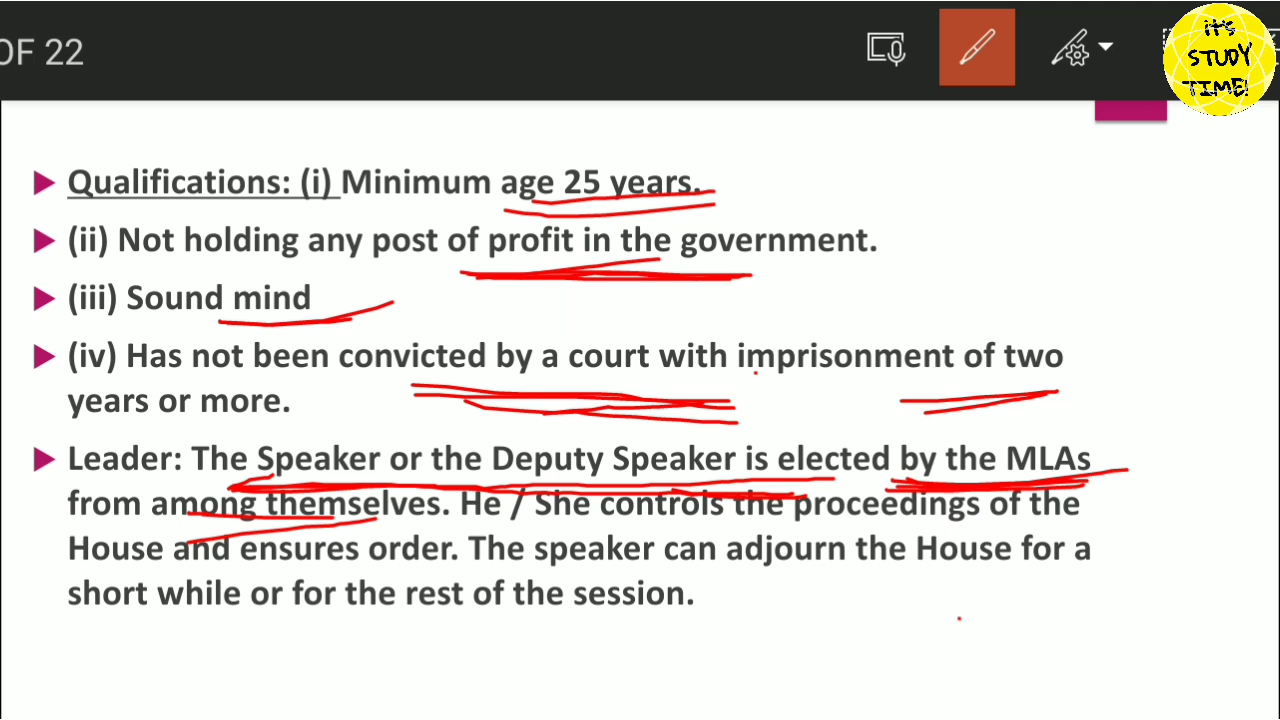 OF 22
it's
STUDY
TIME!
Qualifications: (i) Minimum age 25 years.
(ii) Not holding any post of profit in the government.
(iii) Sound mind
(iv) Has not been convicted by a court with imprisonment of two
years or more.
Leader: The Speaker or the Deputy Speaker is elected by the MLAs
from among themselves. He / She controls the proceedings of the
House and ensures order. The speaker can adjourn the House for a
short while or for the rest of the session.